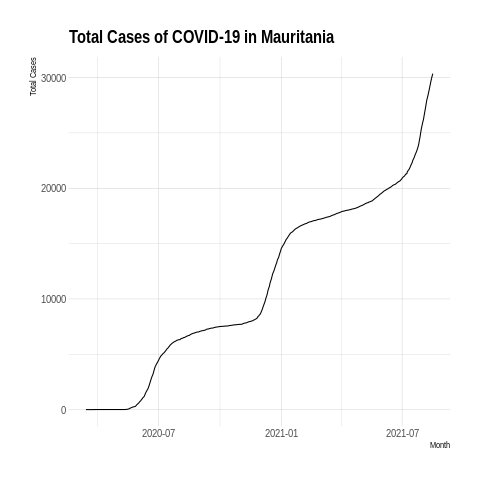 Total Cases of COVID-19 in Mauritania
Total Cases
30000
20000
10000
0
2020-07
2021-01
2021-07
Month